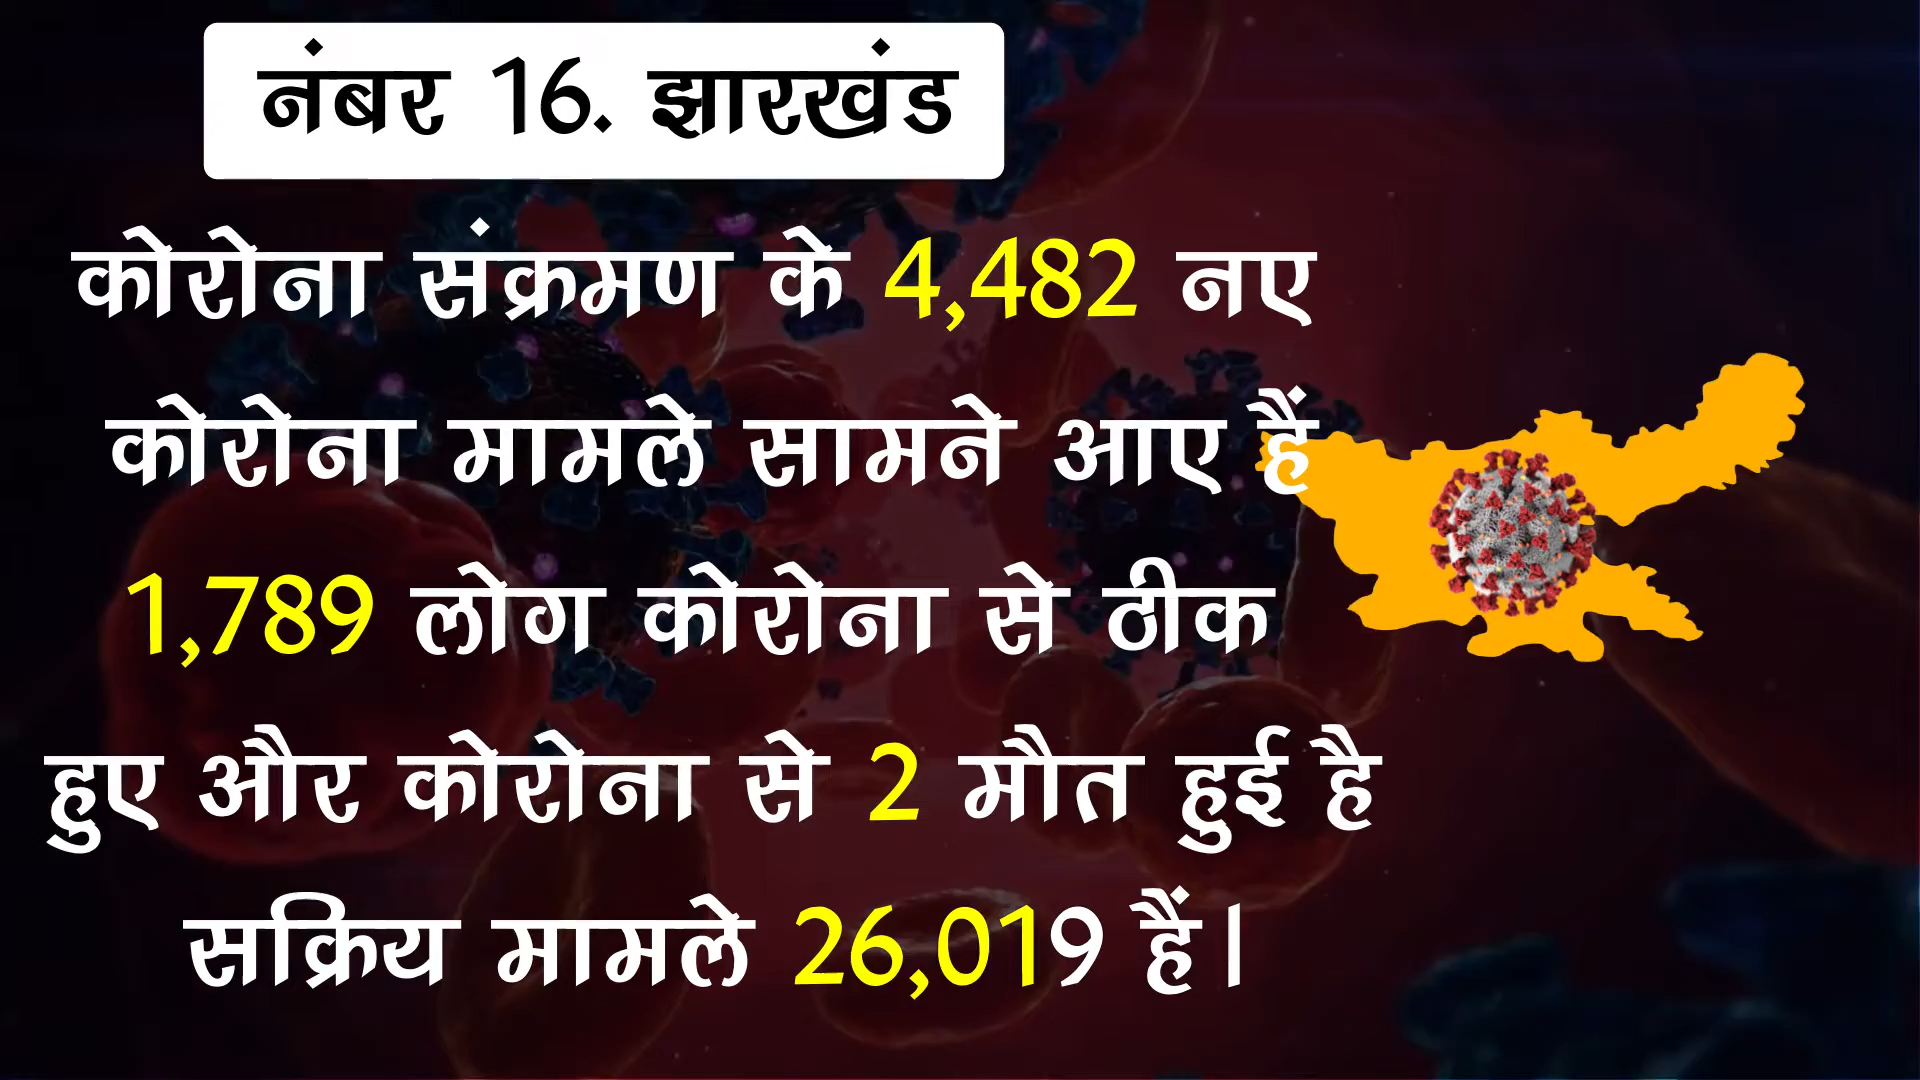 नंबर 16. झारखंड
कोरोना संक्रमण के 4,482 नए
कोरोना मामले सामने आए हैं
1,789 लोग कोरोना से ठीक
हुए और कोरोना से 2 मौत हुई है
सक्रिय मामले 26,019 हैं।